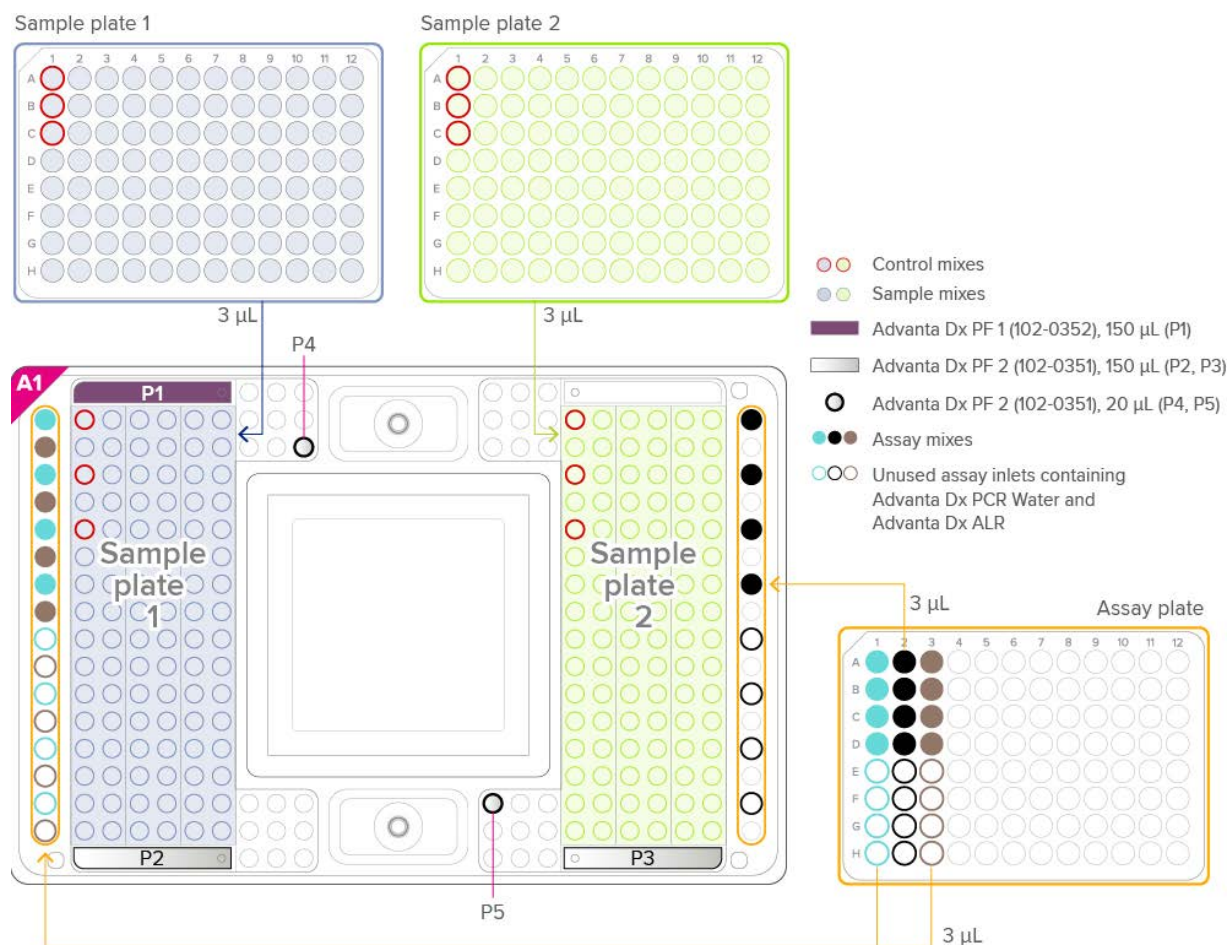 Sample plate 1
Sample plate 2
1 2 3 4 5 6 7 8 9 10 11 12
A
B
C
D
E
F
G
H
1 2 3 4 5 6 7 8 9 10 11 12
A
B
C
D
E
F
G
H
3 µL
3 µL
Control mixes
Sample mixes
Advanta Dx PF 1 (102-0352), 150 µL (P1)
Advanta Dx PF 2 (102-0351), 150 µL (P2, P3)
Advanta Dx PF 2 (102-0351), 20 µL (P4, P5)
Assay mixes
Unused assay inlets containing
Advanta Dx PCR Water and
Advanta Dx ALR
P4
A1
P1
Sample
plate
1
Sample
plate
2
P2
P3
P5
3 µL
Assay plate
1 2 3 4 5 6 7 8 9 10 11 12
A
B
C
D
E
F
G
H
3 µL